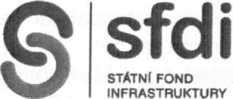 sfdi
STÁTNÍ FOND
INFRASTRUKTURY